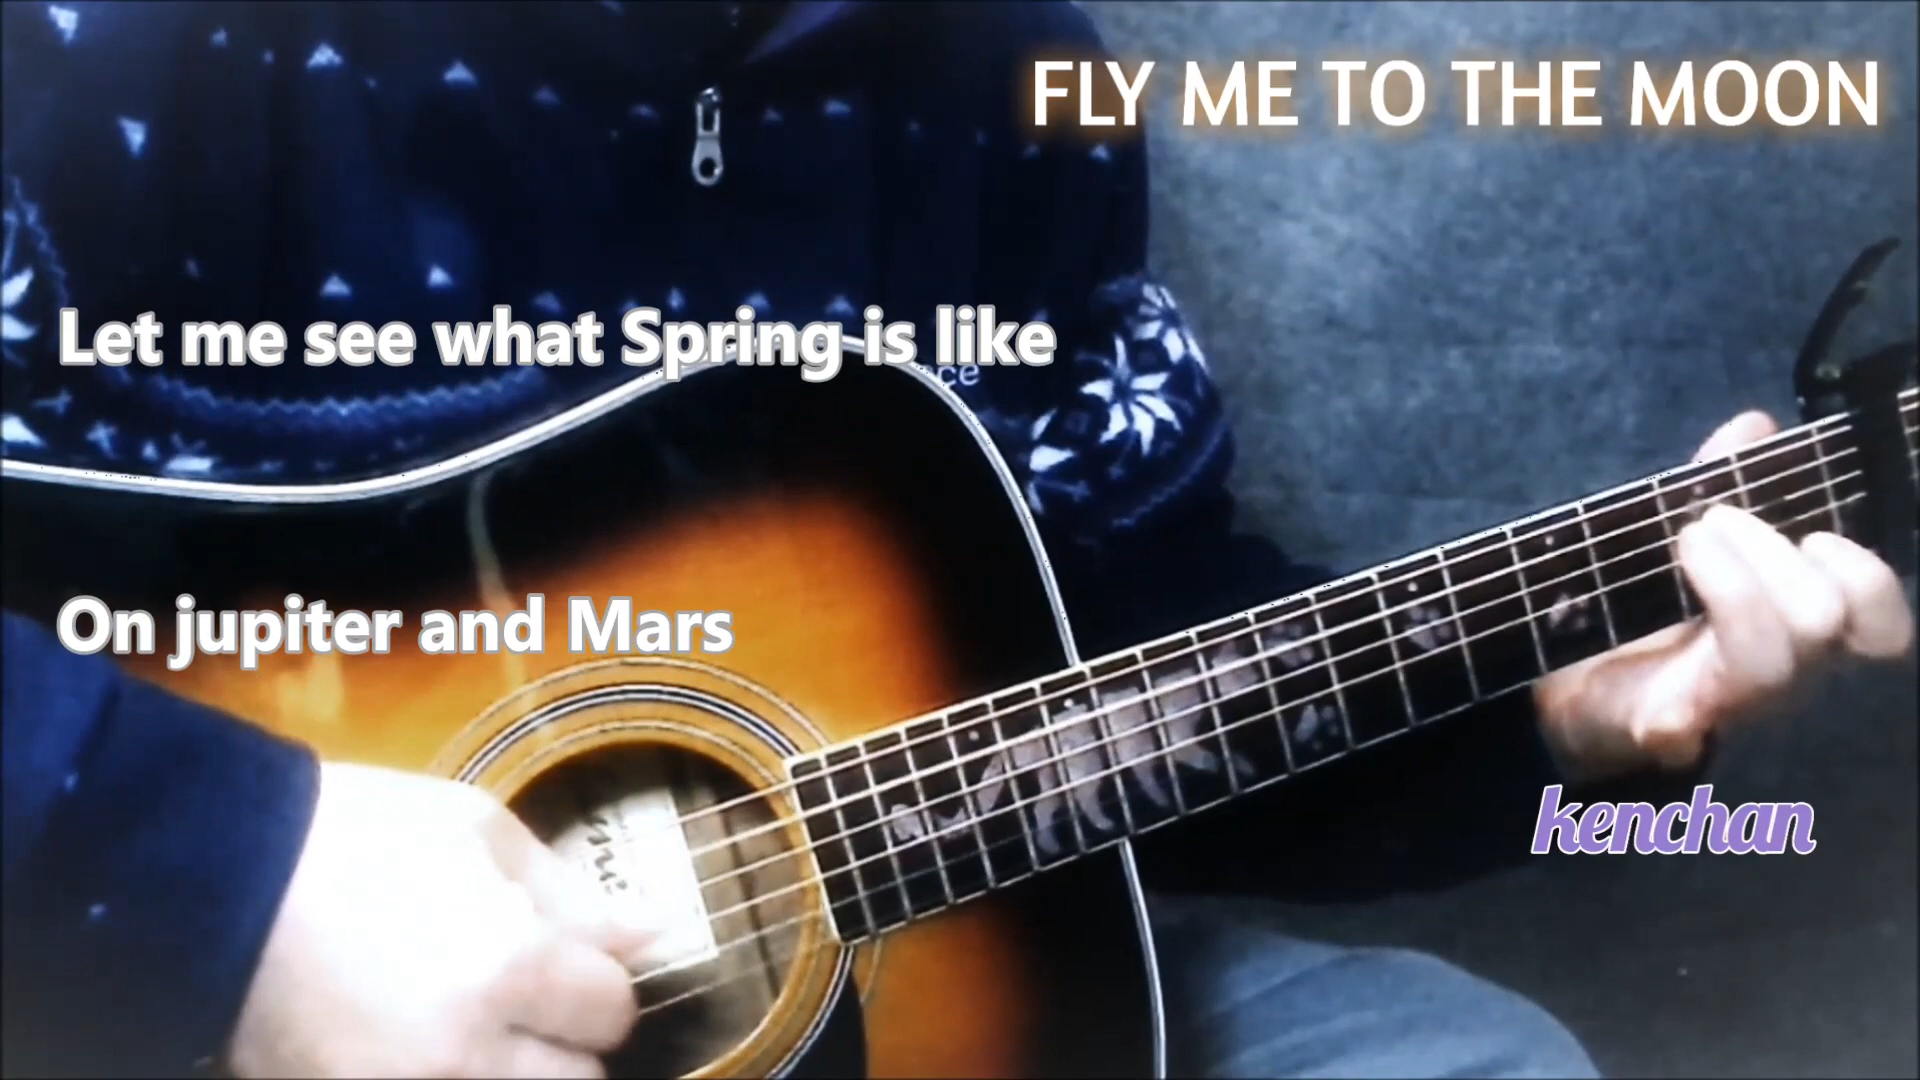 FLY ME TO THE MOON
Let me see what Spring is like
On jupiter and Mars
kenchan